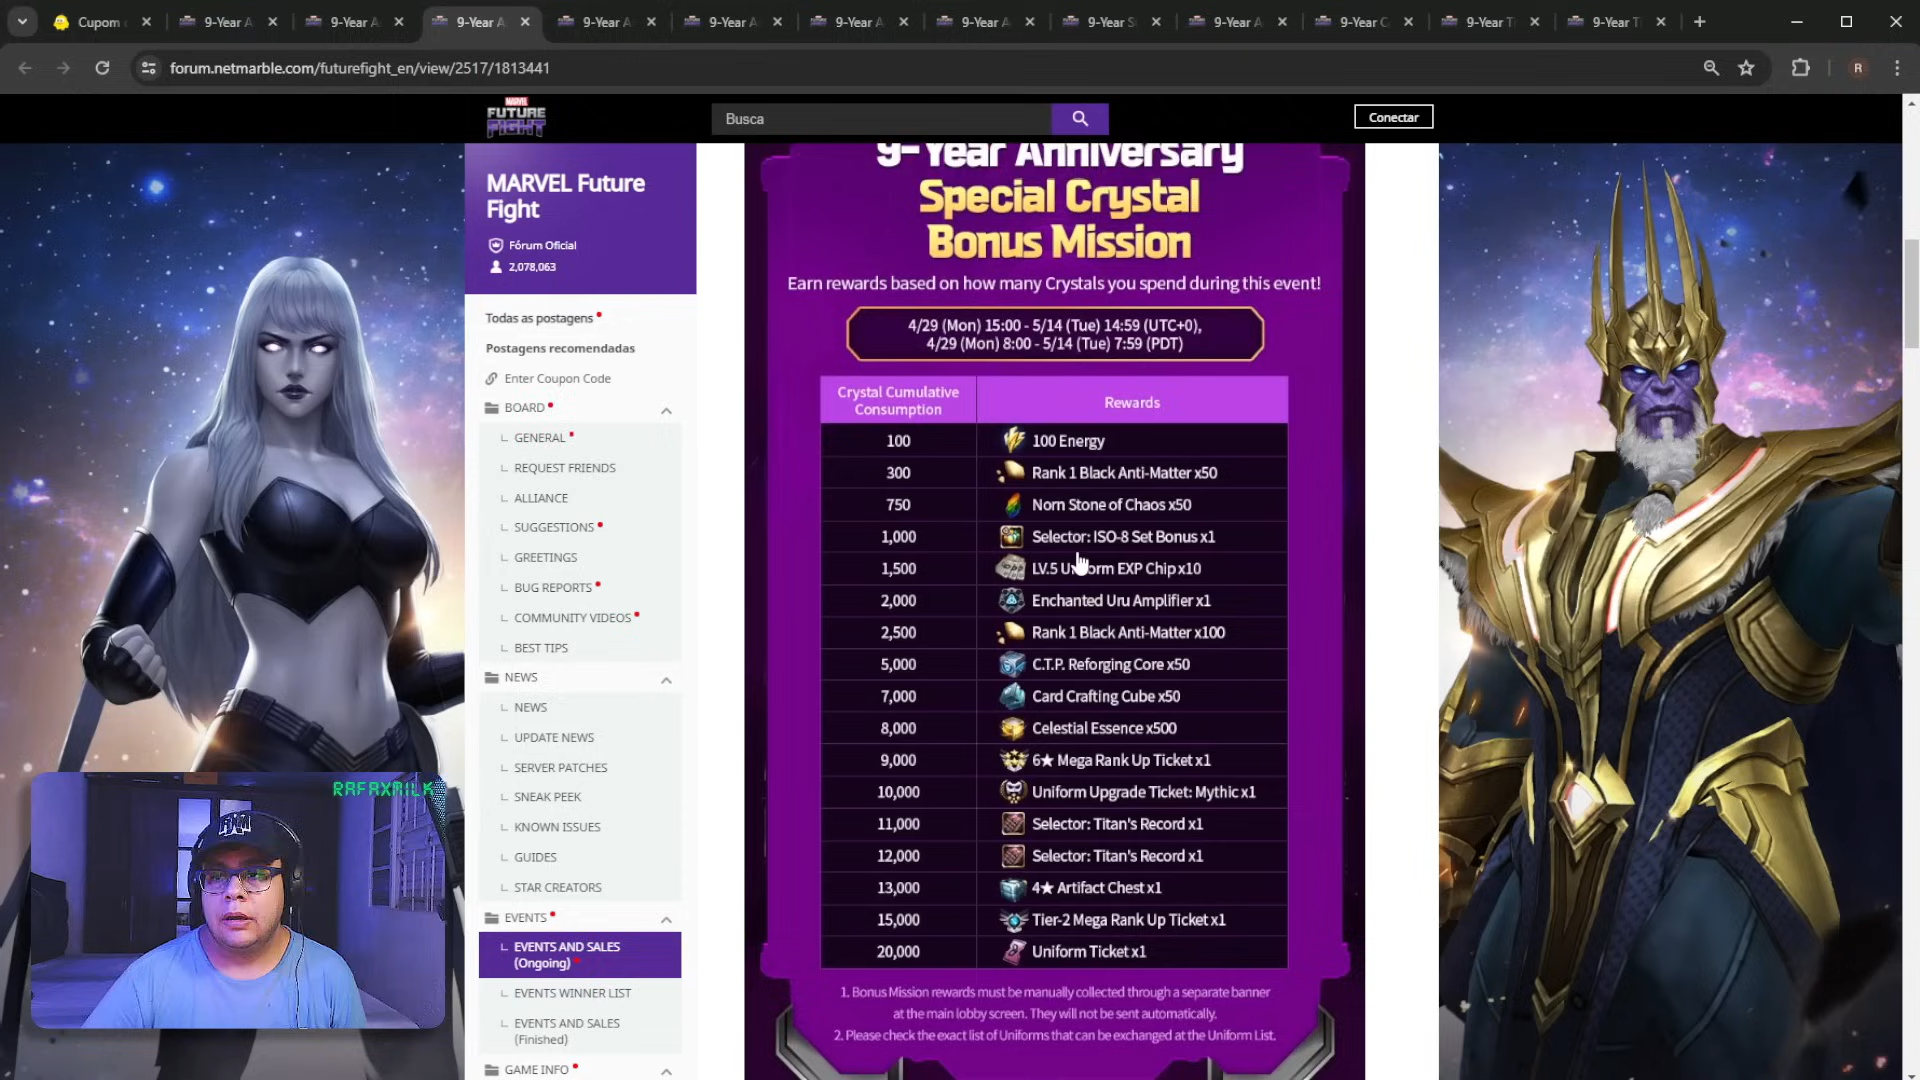 Cupom
9-Year A
9-Year A
9-Year A
9-Year A
9-Year A
9-Year A
9-Year A
9-Year S
9-Year A
9-Year C
9-Year T
9-Year T
forum.netmarble.com/futurefight_en/view/2517/1813441
R
MARVEL
FUTURE
FIGHT
Busca
Conectar
MARVEL Future
Fight
Fórum Oficial
2,078,063
Todas as postagens
Postagens recomendadas
Enter Coupon Code
BOARD
GENERAL
REQUEST FRIENDS
ALLIANCE
SUGGESTIONS
GREETINGS
BUG REPORTS
COMMUNITY VIDEOS
BEST TIPS
NEWS
NEWS
UPDATE NEWS
SERVER PATCHES
SNEAK PEEK
KNOWN ISSUES
GUIDES
STAR CREATORS
EVENTS
EVENTS AND SALES
(Ongoing)
EVENTS WINNER LIST
EVENTS AND SALES
(Finished)
GAME INFO
9-Year Anniversary
Special Crystal
Bonus Mission
Earn rewards based on how many Crystals you spend during this event!
4/29 (Mon) 15:00 - 5/14 (Tue) 14:59 (UTC+0),
4/29 (Mon) 8:00 - 5/14 (Tue) 7:59 (PDT)
Crystal Cumulative
Consumption
Rewards
100 100 Energy
300 Rank 1 Black Anti-Matter x50
750 Norn Stone of Chaos x50
1,000 Selector: ISO-8 Set Bonus x1
1,500 LV.5 Uniform EXP Chip x10
2,000 Enchanted Uru Amplifier x1
2,500 Rank 1 Black Anti-Matter x100
5,000 C.T.P. Reforging Core x50
7,000 Card Crafting Cube x50
8,000 Celestial Essence x500
9,000 6★ Mega Rank Up Ticket x1
10,000 Uniform Upgrade Ticket: Mythic x1
11,000 Selector: Titan's Record x1
12,000 Selector: Titan's Record x1
13,000 4★ Artifact Chest x1
15,000 Tier-2 Mega Rank Up Ticket x1
20,000 Uniform Ticket x1
1. Bonus Mission rewards must be manually collected through a separate banner
at the main lobby screen. They will not be sent automatically.
2. Please check the exact list of Uniforms that can be exchanged at the Uniform List.
RAFAXMILK
RM